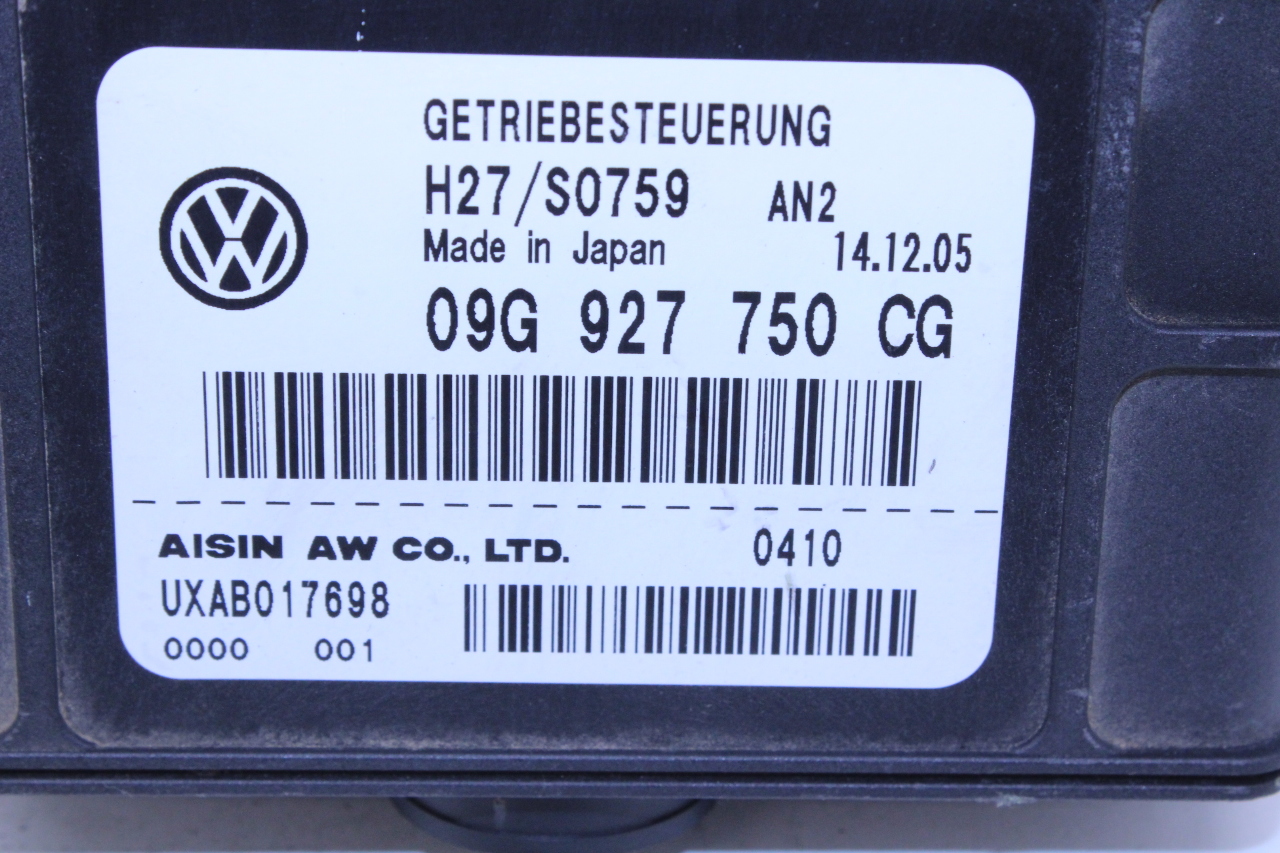 GETRIEBESTEUERUNG
H27/S0759 AN2
Made in Japan 14.12.05
09G 927 750 CG
AISIN AW CO., LTD. 0410
UXAB017698
0000 001